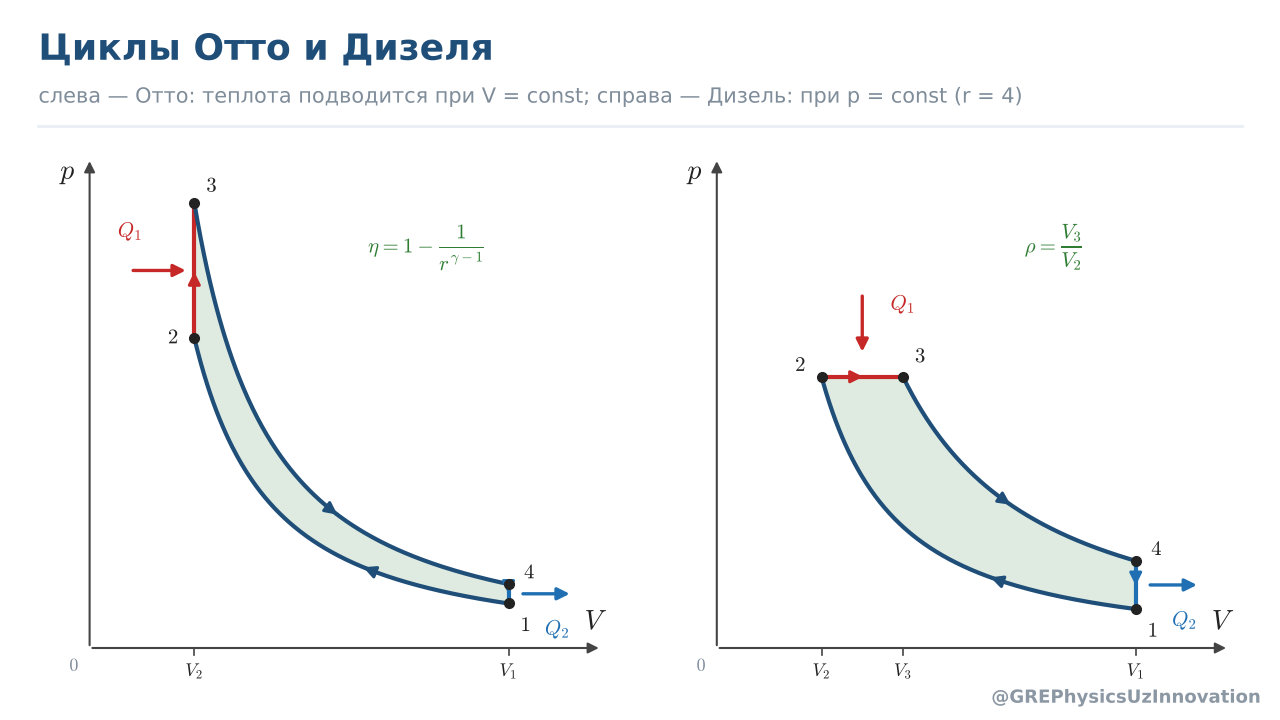 Циклы Отто и Дизеля
слева — Отто: теплота подводится при V = const; справа — Дизель: при p = const (r = 4)
p
3
Q₁
η = 1 − 1/r^{γ−1}
2
4
1
Q₂
V
0
V₂
V₁
p
ρ = V₃/V₂
Q₁
2
3
4
1
Q₂
V
0
V₂
V₃
V₁
@GREPhysicsUzInnovation